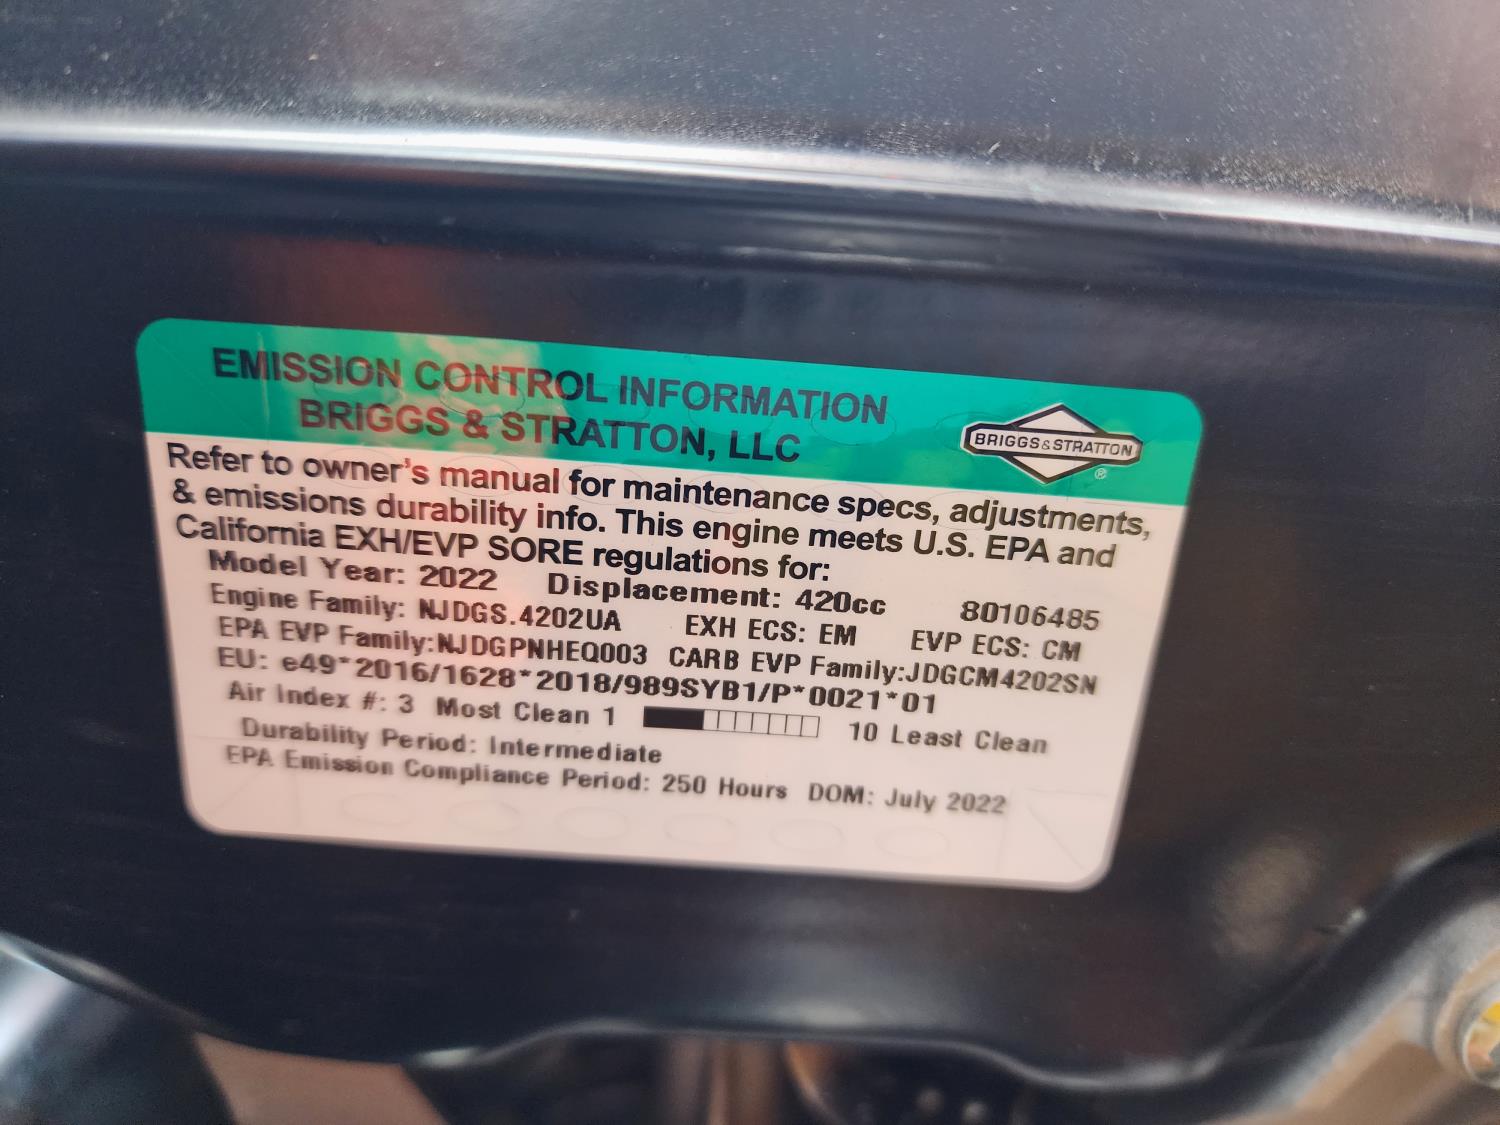 EMISSION CONTROL INFORMATION
BRIGGS & STRATTON, LLC
BRIGGS&STRATTON
®
Refer to owner's manual for maintenance specs, adjustments,
& emissions durability info. This engine meets U.S. EPA and
California EXH/EVP SORE regulations for:
Model Year: 2022 Displacement: 420cc 80106485
Engine Family: NJDGS.4202UA EXH ECS: EM EVP ECS: CM
EPA EVP Family:NJDGPNHEQ003 CARB EVP Family:JDGCM4202SN
EU: e49*2016/1628*2018/989SYB1/P*0021*01
Air Index #: 3 Most Clean 1 10 Least Clean
Durability Period: Intermediate
EPA Emission Compliance Period: 250 Hours DOM: July 2022